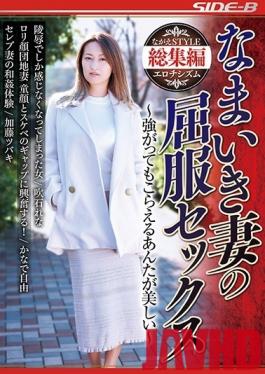 SIDE-B
ながえSTYLE
総集編
エロチシズム
なまいき妻の
屈服セックス
～強がってもこらえるあんたが美しい
陵辱でしか感じなくなってしまった女 吹石れな
ロリ顔団地妻 童顔とスケベのギャップに興奮する! かなで自由
セレブ妻の和姦体験 加藤ツバキ